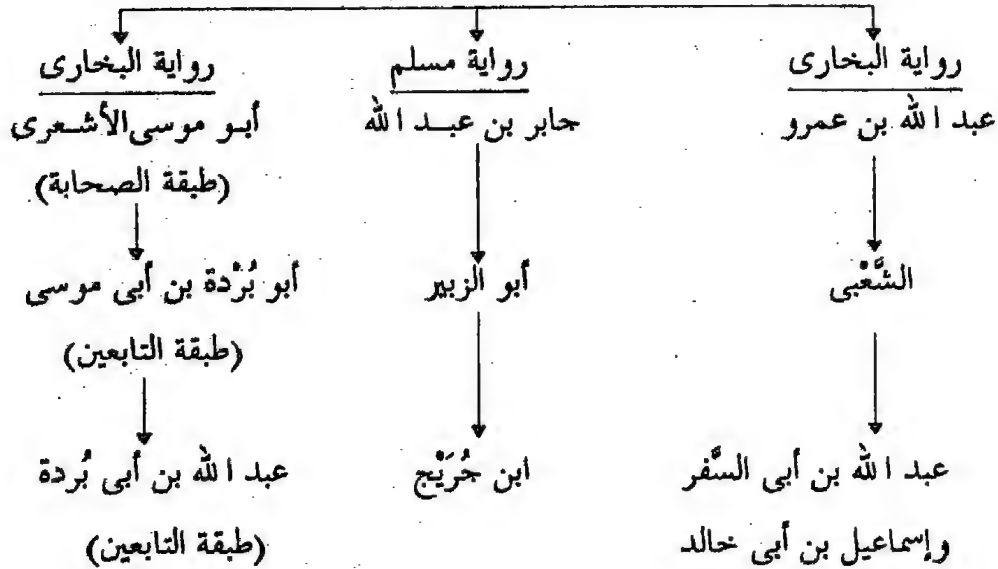 رواية البخارى
رواية مسلم
رواية البخارى
عبد الله بن عمرو
جابر بن عبد الله
أبو موسى الأشعرى
(طبقة الصحابة)
الشَّعْبى
أبو الزبير
أبو بُرْدة بن أبى موسى
(طبقة التابعين)
عبد الله بن أبى السَّفر
ابن جُرَيْج
عبد الله بن أبى بُردة
وإسماعيل بن أبى خالد
(طبقة التابعين)